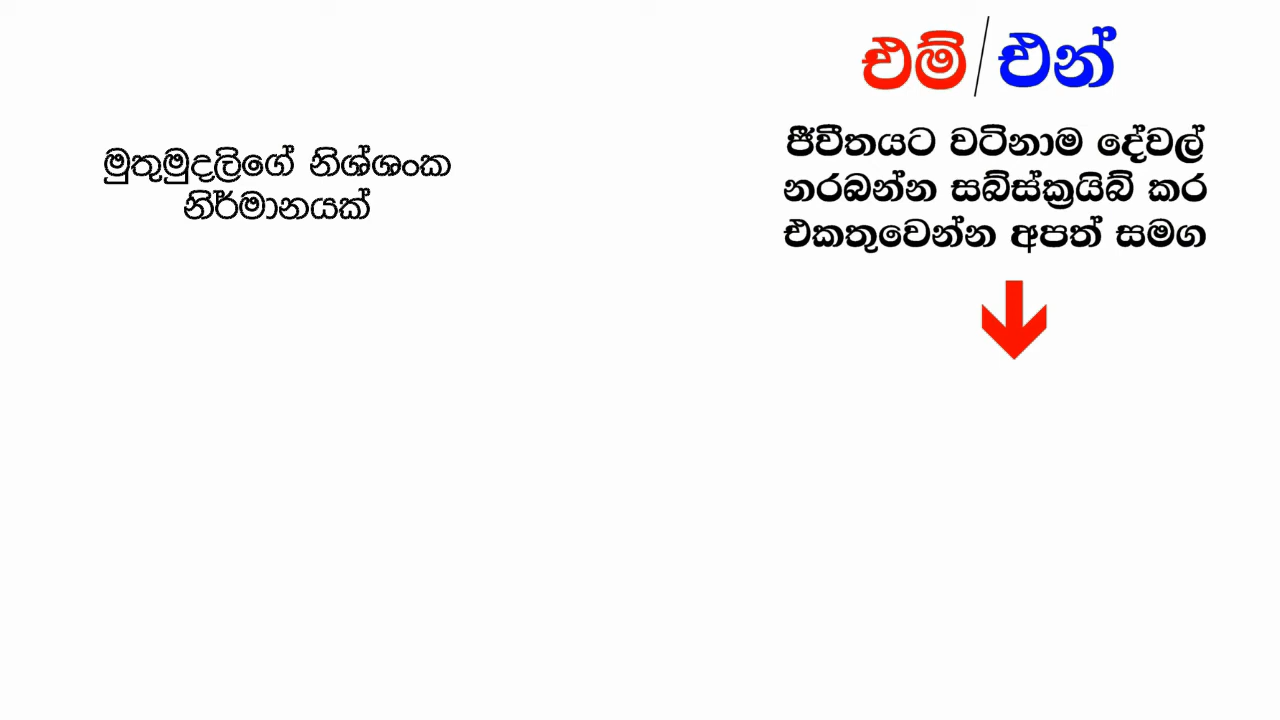 එම්/එන්
ජීවිතයට වටිනාම දේවල්
නරබන්න සබ්ස්ක්‍රයිබ් කර
එකතුවෙන්න අපත් සමග
මුතුමුදලිගේ නිශ්ශංක
නිර්මානයක්